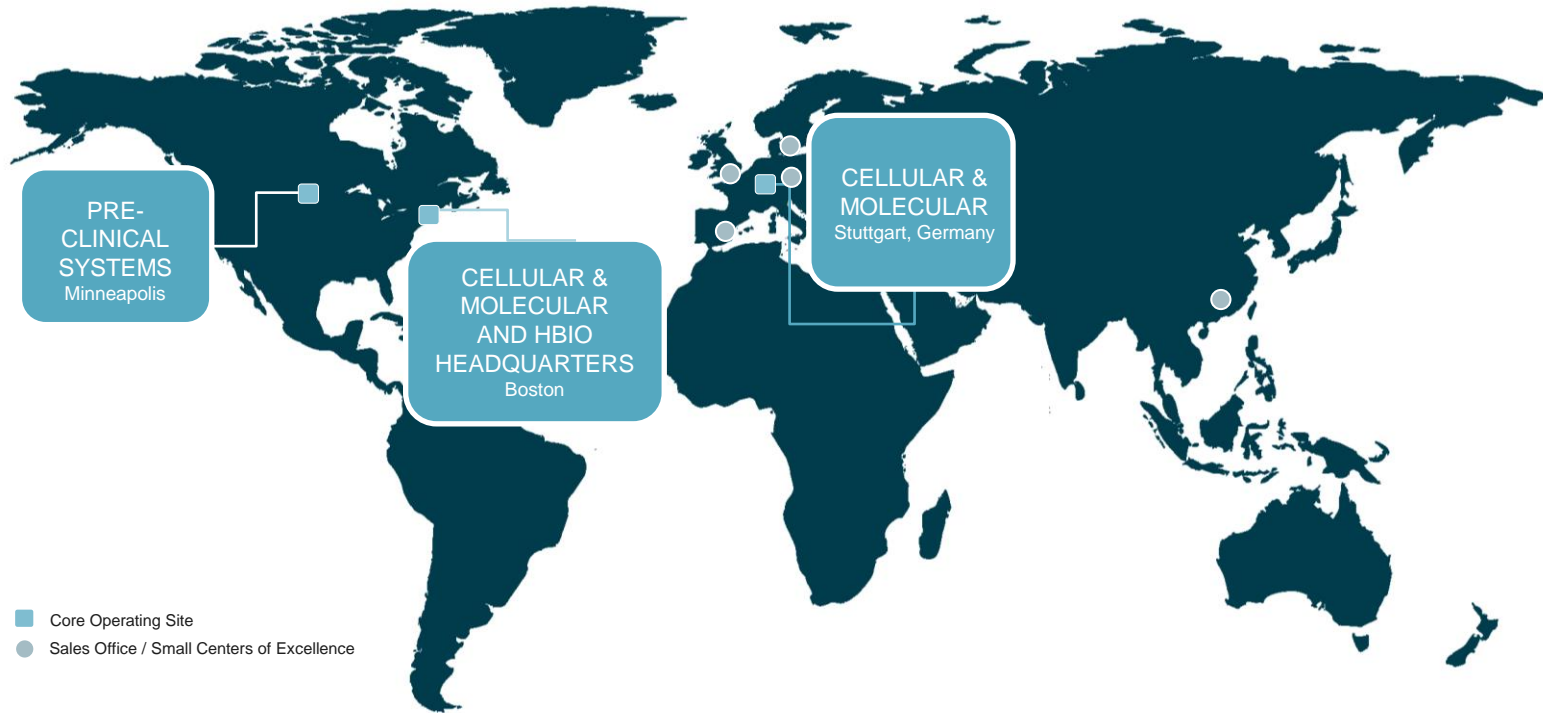 PRE-
CLINICAL
SYSTEMS
Minneapolis
CELLULAR &
MOLECULAR
AND HBIO
HEADQUARTERS
Boston
CELLULAR &
MOLECULAR
Stuttgart, Germany
Core Operating Site
Sales Office / Small Centers of Excellence